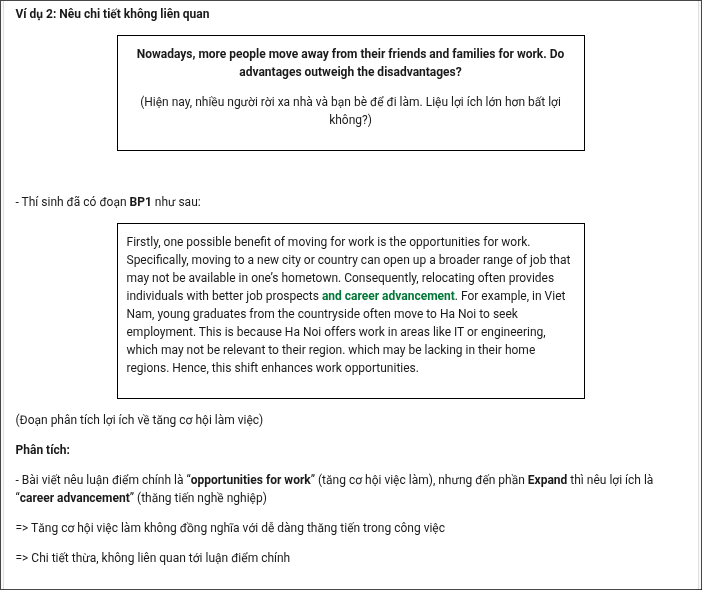 Ví dụ 2: Nêu chi tiết không liên quan
Nowadays, more people move away from their friends and families for work. Do
advantages outweigh the disadvantages?
(Hiện nay, nhiều người rời xa nhà và bạn bè để đi làm. Liệu lợi ích lớn hơn bất lợi
không?)
- Thí sinh đã có đoạn BP1 như sau:
Firstly, one possible benefit of moving for work is the opportunities for work.
Specifically, moving to a new city or country can open up a broader range of job that
may not be available in one's hometown. Consequently, relocating often provides
individuals with better job prospects and career advancement. For example, in Viet
Nam, young graduates from the countryside often move to Ha Noi to seek
employment. This is because Ha Noi offers work in areas like IT or engineering,
which may not be relevant to their region. which may be lacking in their home
regions. Hence, this shift enhances work opportunities.
(Đoạn phân tích lợi ích về tăng cơ hội làm việc)
Phân tích:
- Bài viết nêu luận điểm chính là “opportunities for work” (tăng cơ hội việc làm), nhưng đến phần Expand thì nêu lợi ích là
“career advancement” (thăng tiến nghề nghiệp)
=> Tăng cơ hội việc làm không đồng nghĩa với dễ dàng thăng tiến trong công việc
=> Chi tiết thừa, không liên quan tới luận điểm chính